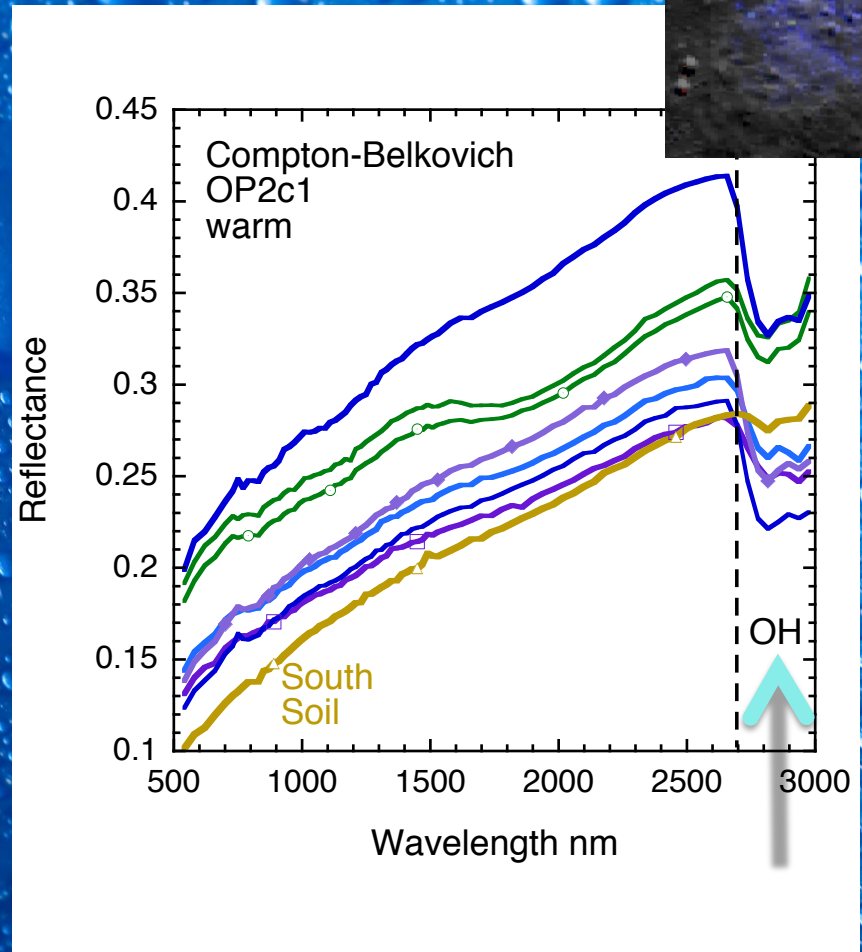 0.45
0.4
0.35
0.3
0.25
0.2
0.15
0.1
Reflectance
Compton-Belkovich
OP2c1
warm
South
Soil
OH
500 1000 1500 2000 2500 3000
Wavelength nm